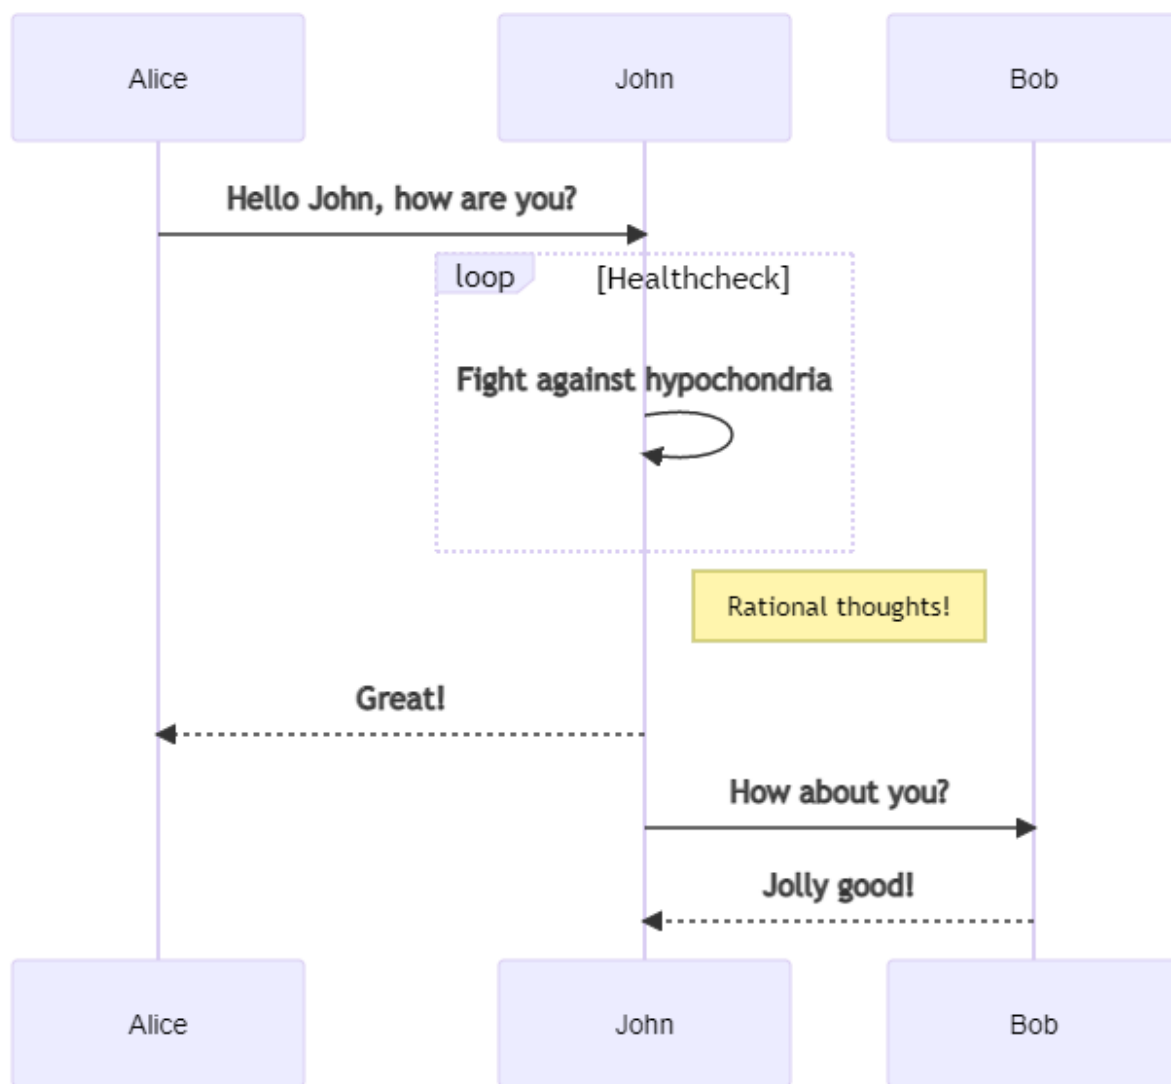 Alice
John
Bob
Hello John, how are you?
loop
[Healthcheck]
Fight against hypochondria
Rational thoughts!
Great!
How about you?
Jolly good!
Alice
John
Bob